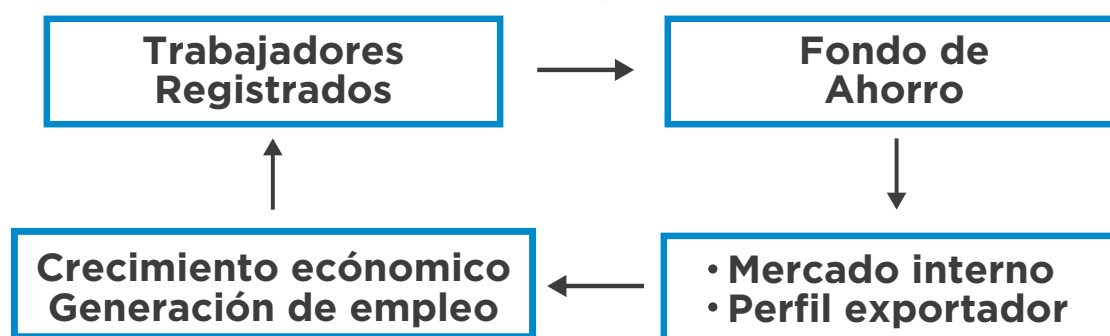 Trabajadores
Registrados
Fondo de
Ahorro
Crecimiento ecónomico
Generación de empleo
• Mercado interno
• Perfil exportador